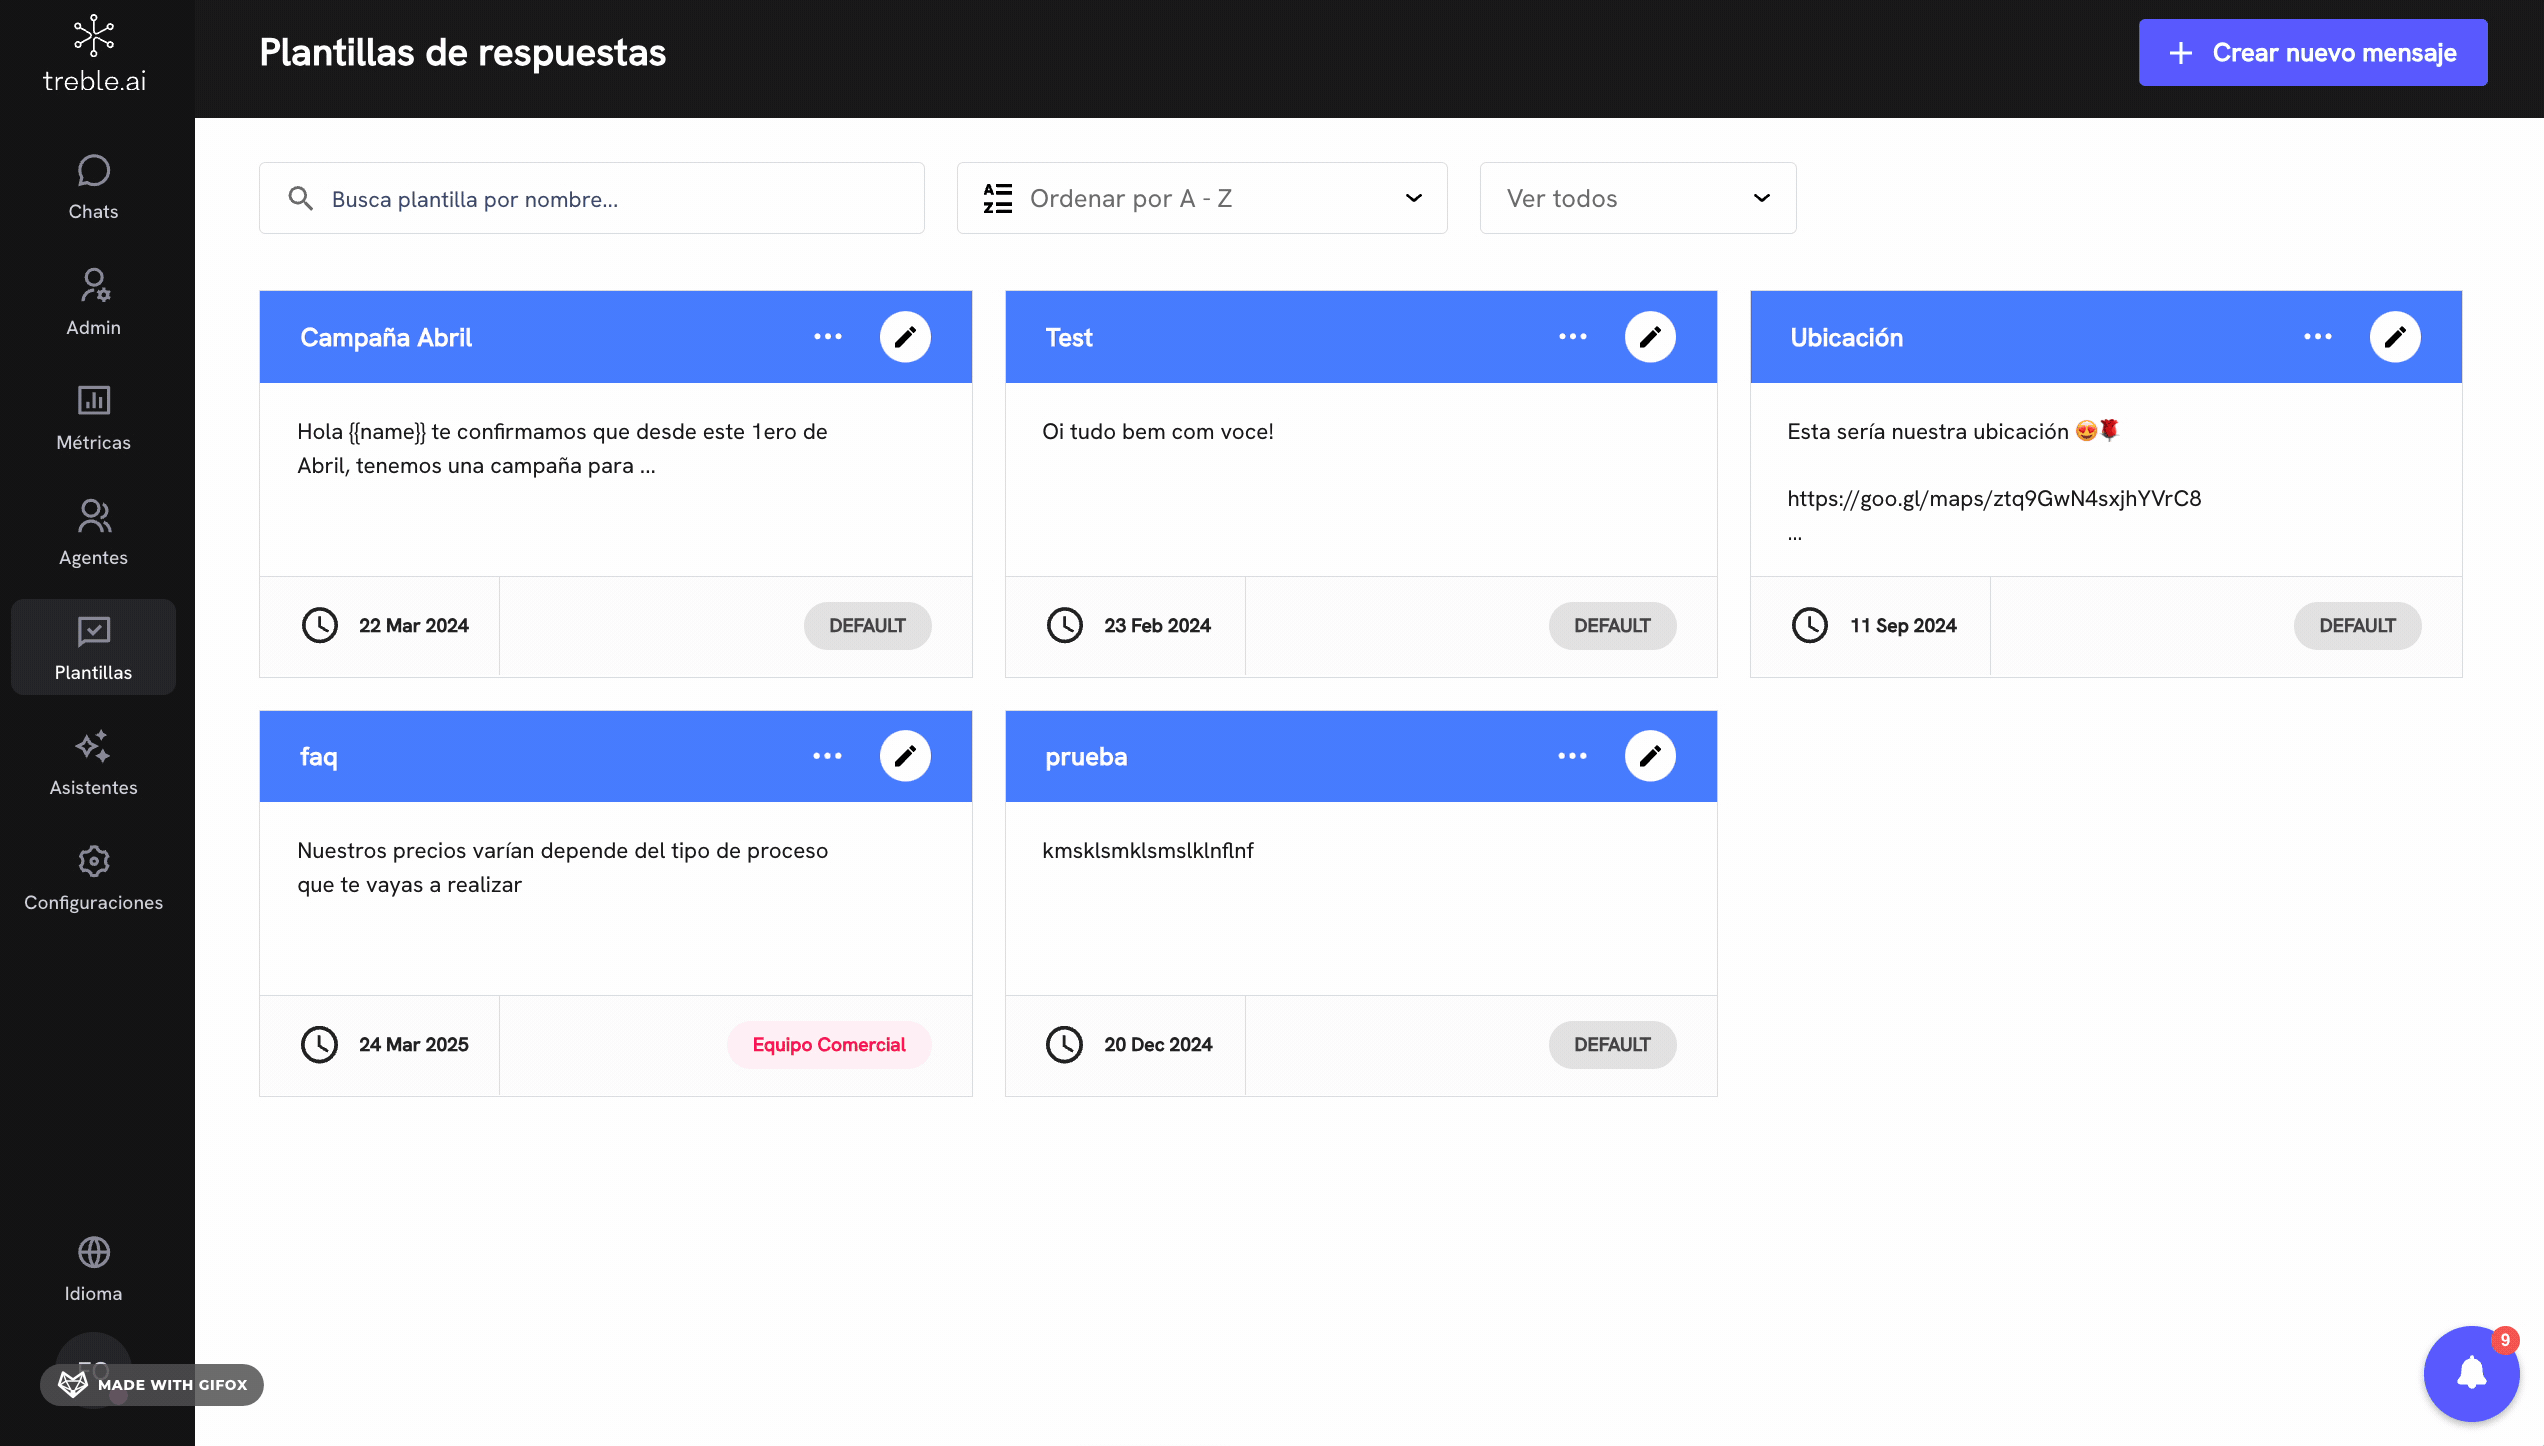 treble.ai
Chats
Admin
Métricas
Agentes
Plantillas
Asistentes
Configuraciones
Idioma
MADE WITH GIFOX
Plantillas de respuestas
Crear nuevo mensaje
Busca plantilla por nombre...
Ordenar por A - Z
Ver todos
Campaña Abril
Hola {{name}} te confirmamos que desde este 1ero de
Abril, tenemos una campaña para ...
22 Mar 2024
DEFAULT
Test
Oi tudo bem com voce!
23 Feb 2024
DEFAULT
Ubicación
Esta sería nuestra ubicación 😍🌹
https://goo.gl/maps/ztq9GwN4sxjhYVrC8
...
11 Sep 2024
DEFAULT
faq
Nuestros precios varían depende del tipo de proceso
que te vayas a realizar
24 Mar 2025
Equipo Comercial
prueba
kmsklsmklsmslklnflnf
20 Dec 2024
DEFAULT
9